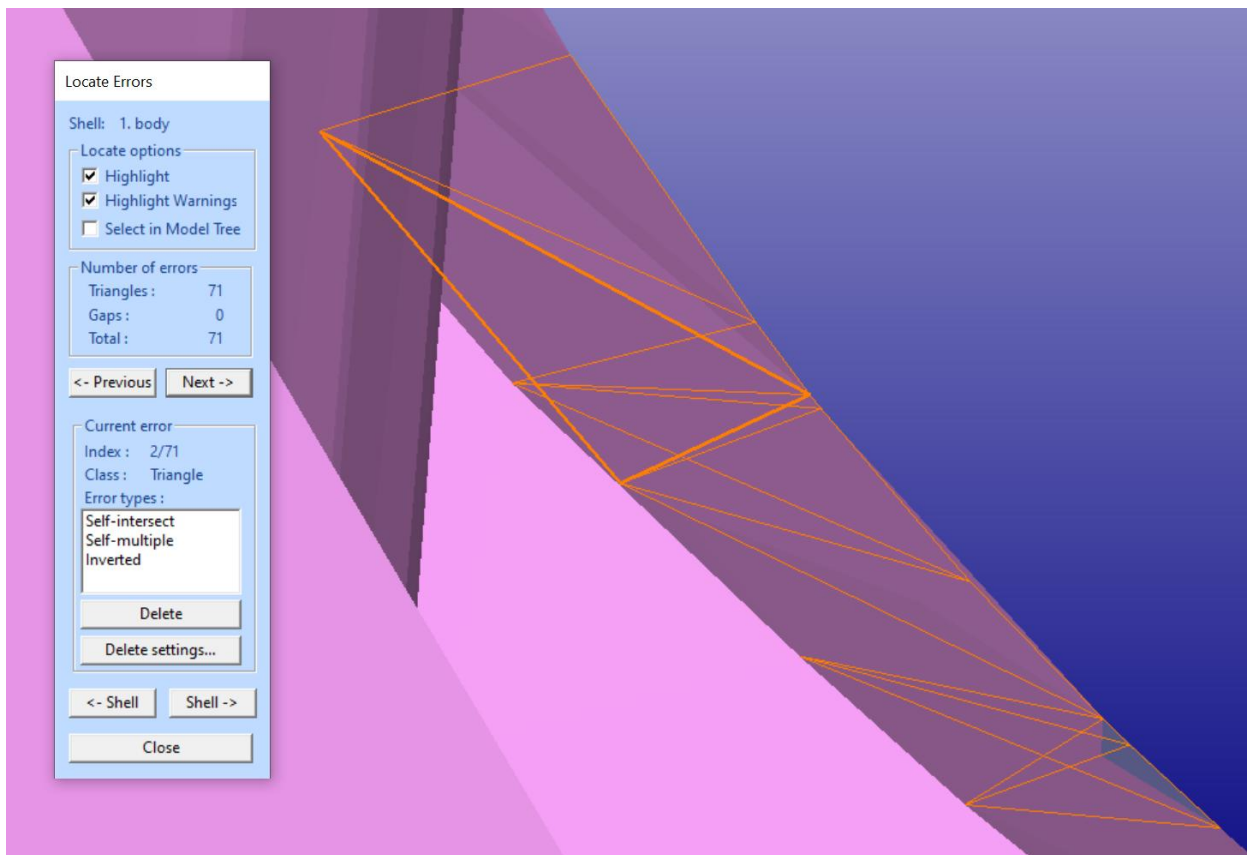 Locate Errors
Shell: 1. body
Locate options
Highlight
Highlight Warnings
Select in Model Tree
Number of errors
Triangles : 71
Gaps : 0
Total : 71
<- Previous Next ->
Current error
Index : 2/71
Class : Triangle
Error types :
Self-intersect
Self-multiple
Inverted
Delete
Delete settings...
<- Shell Shell ->
Close